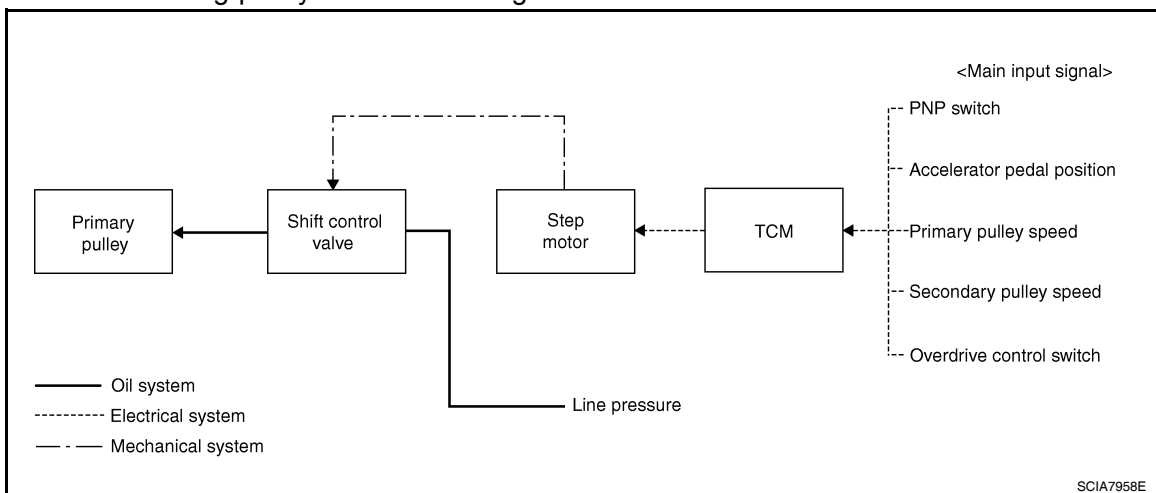 <Main input signal>
PNP switch
Accelerator pedal position
Primary
pulley
Shift control
valve
Step
motor
TCM
Primary pulley speed
Secondary pulley speed
Overdrive control switch
Oil system
Electrical system
Mechanical system
Line pressure
SCIA7958E